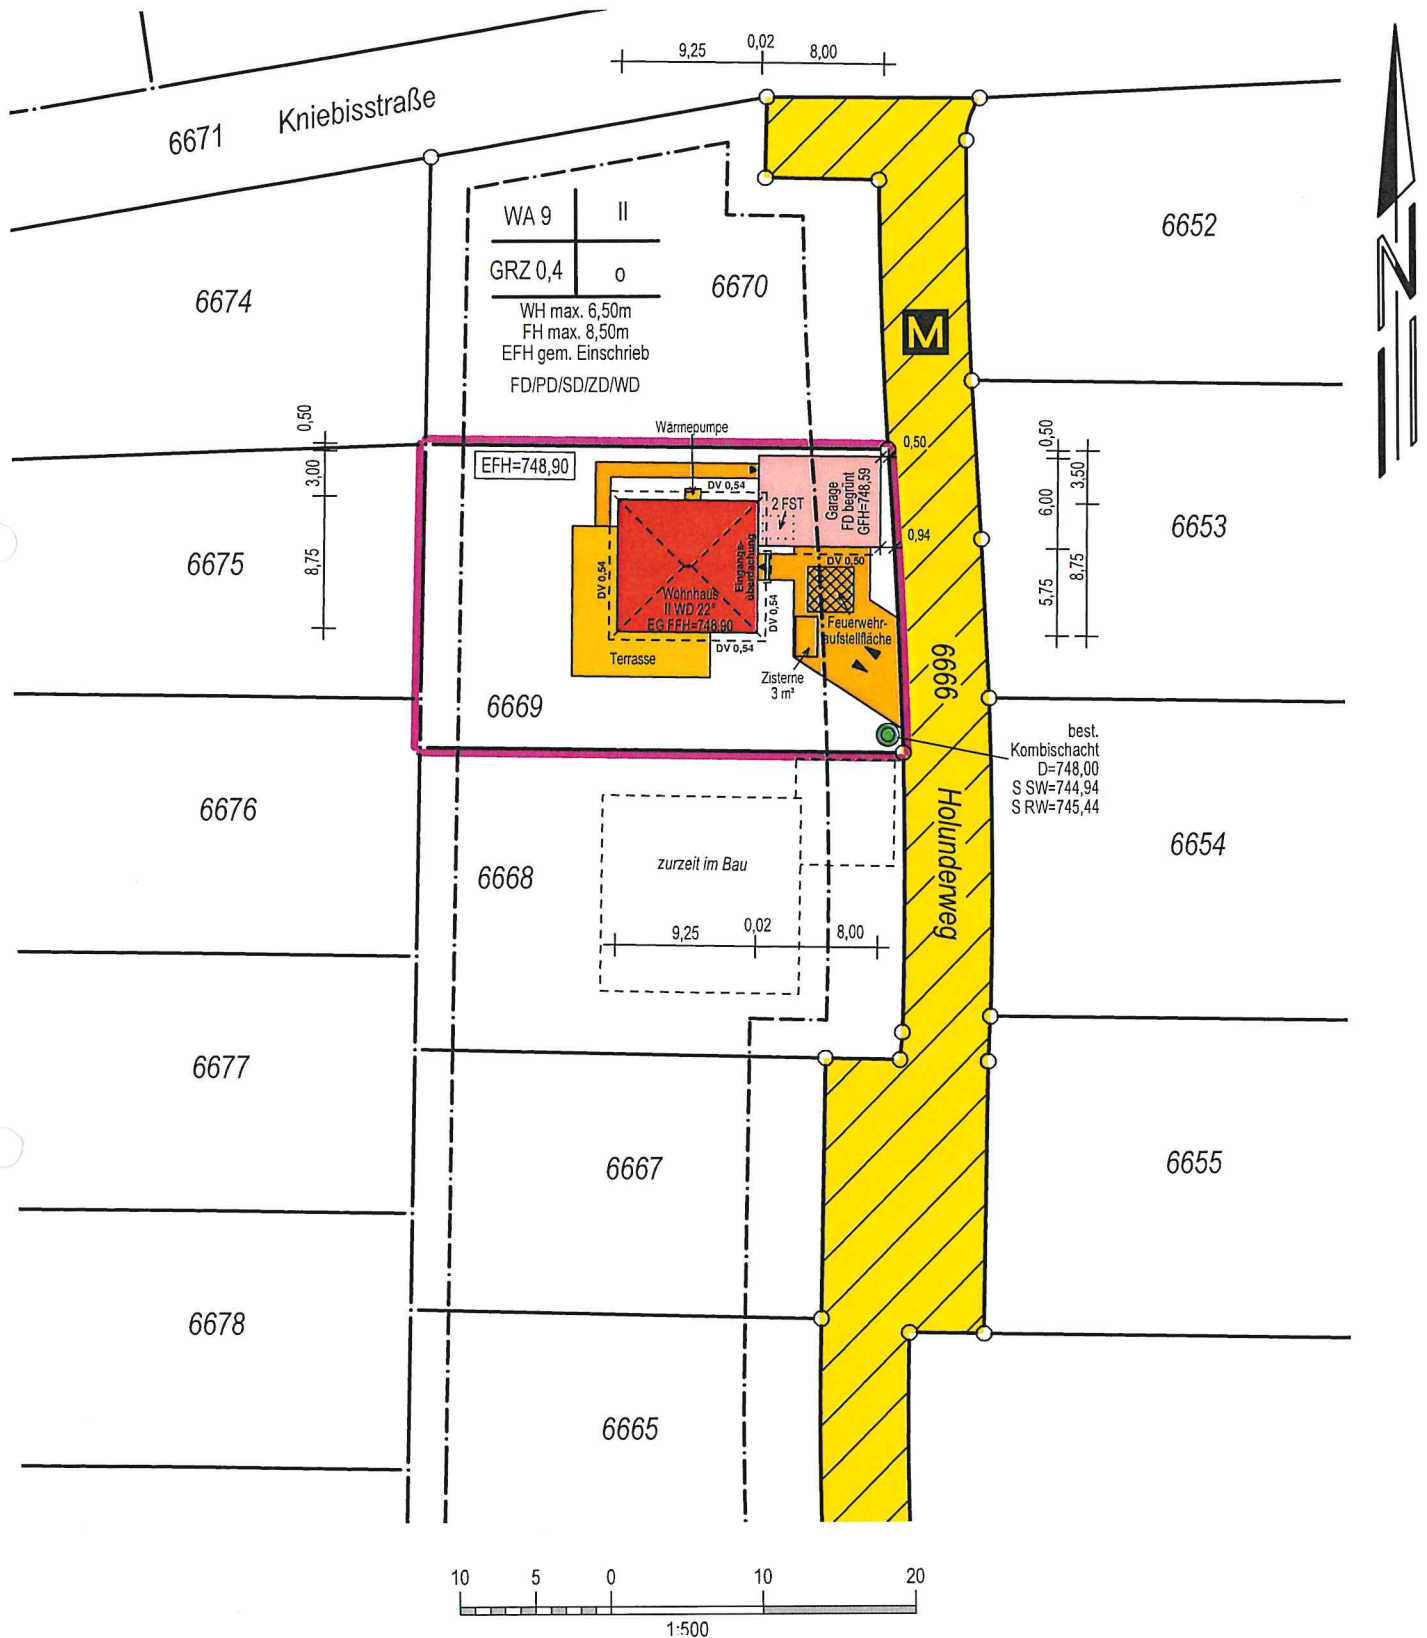 9,25
0,02
8,00
Kniebisstraße
6671
6652
WA 9
II
GRZ 0,4
o
6670
6674
WH max. 6,50m
FH max. 8,50m
EFH gem. Einschrieb
FD/PD/SD/ZD/WD
M
0,50
3,00
8,75
Wärmepumpe
0,50
EFH=748,90
DV 0,54
2 FST
Garage
FD begrünt
GFH=748,59
0,94
0,50
6,00
5,75
3,50
8,75
6653
6675
DV 0,54
Eingangs-
überdachung
DV 0,50
Wohnhaus
II WD 22°
EG FFH=748,90
DV 0,54
DV 0,54
Feuerwehr-
aufstellfläche
Terrasse
Zisterne
3 m³
6666
6669
best.
Kombischacht
D=748,00
S SW=744,94
S RW=745,44
6676
Holunderweg
6654
zurzeit im Bau
6668
9,25
0,02
8,00
6677
6667
6655
6678
6665
10
5
0
10
20
1:500